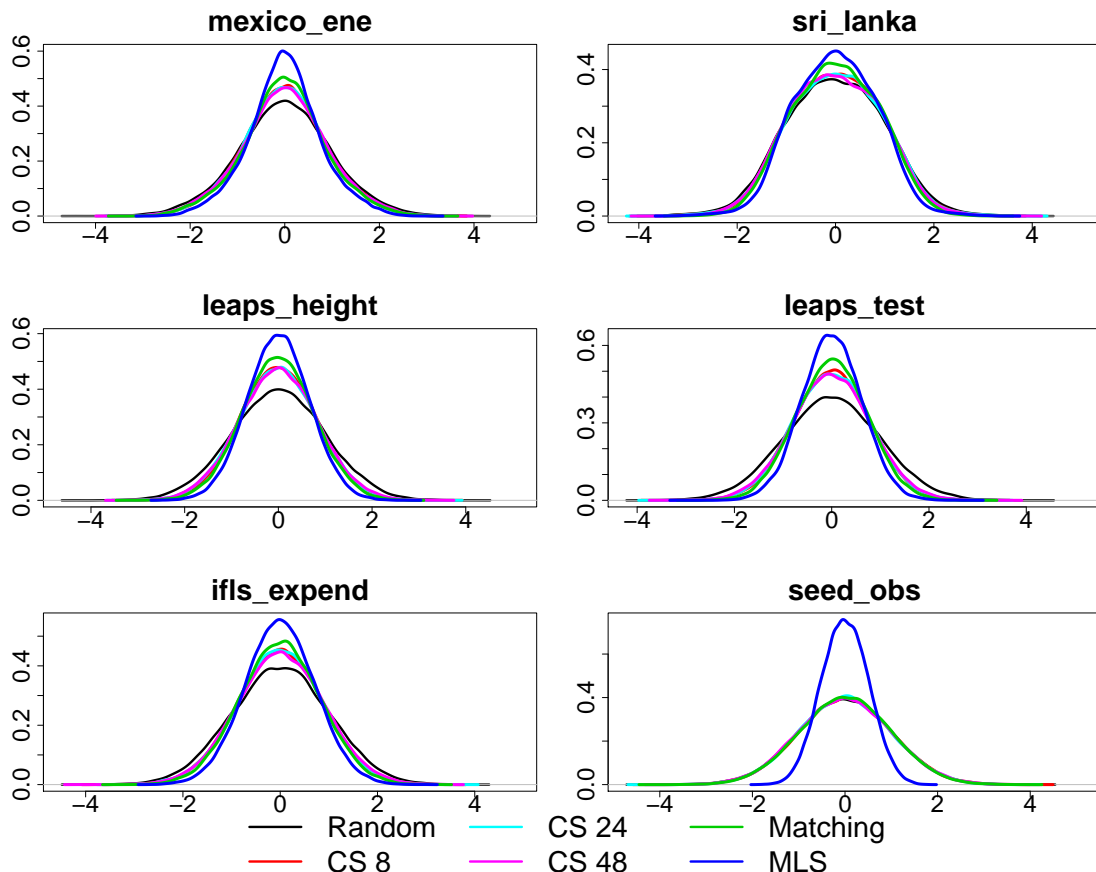 mexico_ene
0.0 0.2 0.4 0.6
−4 −2 0 2 4
sri_lanka
0.0 0.2 0.4
−4 −2 0 2 4
leaps_height
0.0 0.2 0.4 0.6
−4 −2 0 2 4
leaps_test
0.0 0.3 0.6
−4 −2 0 2 4
ifls_expend
0.0 0.2 0.4
−4 −2 0 2 4
seed_obs
0.0 0.4
−4 −2 0 2 4
Random CS 24 Matching
CS 8 CS 48 MLS